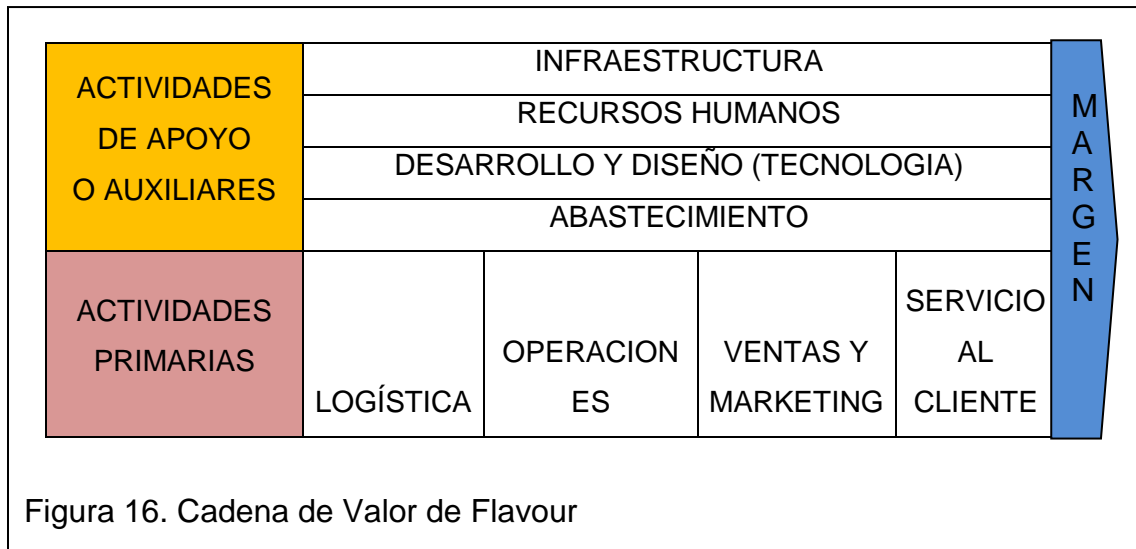 ACTIVIDADES
DE APOYO
O AUXILIARES
INFRAESTRUCTURA
RECURSOS HUMANOS
DESARROLLO Y DISEÑO (TECNOLOGIA)
ABASTECIMIENTO
ACTIVIDADES
PRIMARIAS
LOGÍSTICA
OPERACION
ES
VENTAS Y
MARKETING
SERVICIO
AL
CLIENTE
M
A
R
G
E
N
Figura 16. Cadena de Valor de Flavour